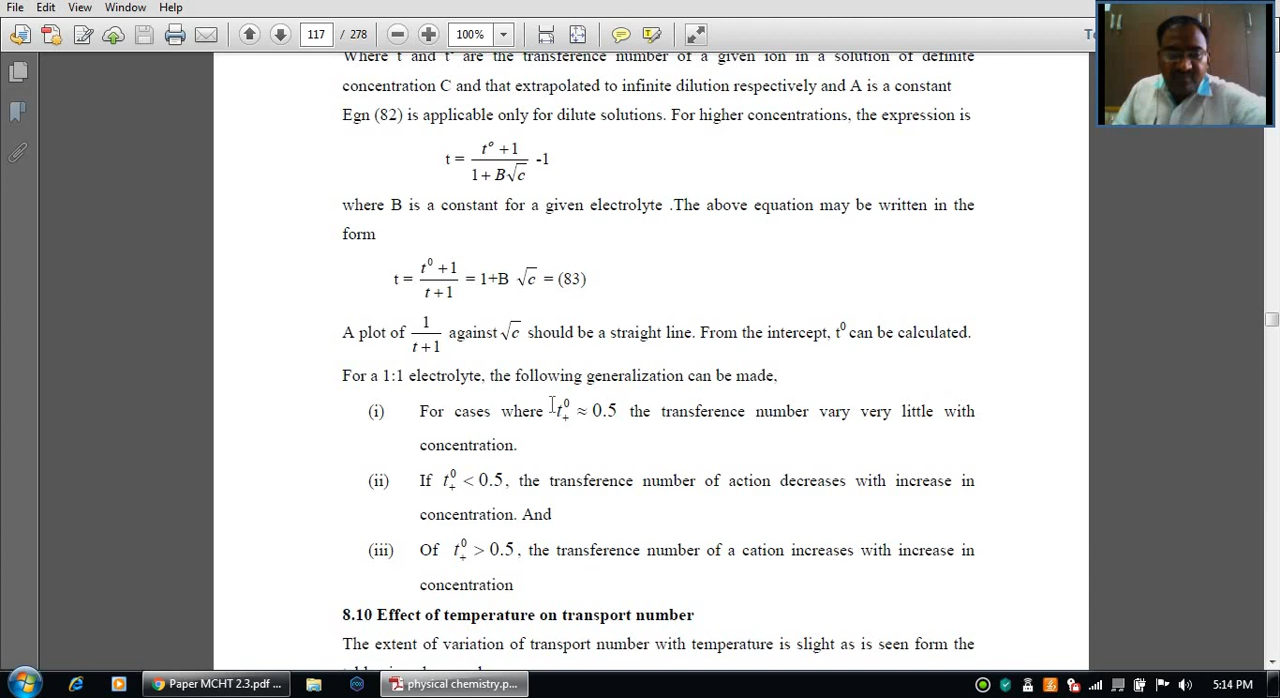 File Edit View Window Help
117 / 278 100%
Where t and t° are the transference number of a given ion in a solution of definite
concentration C and that extrapolated to infinite dilution respectively and A is a constant
Egn (82) is applicable only for dilute solutions. For higher concentrations, the expression is
t = (t° +1)/(1+ B√c) -1
where B is a constant for a given electrolyte .The above equation may be written in the
form
t = (t⁰ +1)/(t +1) = 1+B √c = (83)
A plot of 1/(t +1) against √c should be a straight line. From the intercept, t⁰ can be calculated.
For a 1:1 electrolyte, the following generalization can be made,
(i) For cases where t₊⁰ ≈ 0.5 the transference number vary very little with
concentration.
(ii) If t₊⁰ < 0.5, the transference number of action decreases with increase in
concentration. And
(iii) Of t₊⁰ > 0.5, the transference number of a cation increases with increase in
concentration
8.10 Effect of temperature on transport number
The extent of variation of transport number with temperature is slight as is seen form the
Paper MCHT 2.3.pdf ... physical chemistry.p... 5:14 PM